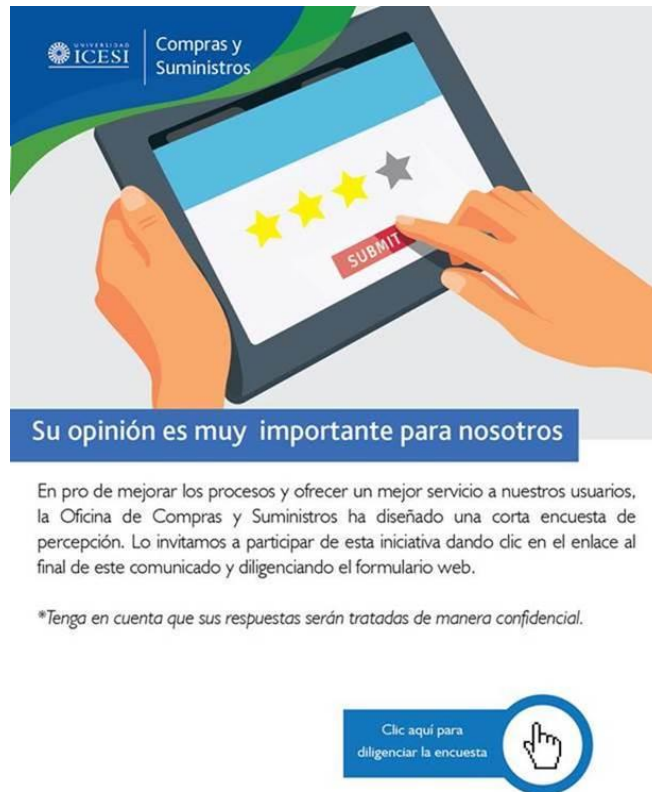 UNIVERSIDAD
ICESI
Compras y
Suministros
SUBMIT
Su opinión es muy importante para nosotros
En pro de mejorar los procesos y ofrecer un mejor servicio a nuestros usuarios,
la Oficina de Compras y Suministros ha diseñado una corta encuesta de
percepción. Lo invitamos a participar de esta iniciativa dando clic en el enlace al
final de este comunicado y diligenciando el formulario web.
*Tenga en cuenta que sus respuestas serán tratadas de manera confidencial.
Clic aquí para
diligenciar la encuesta